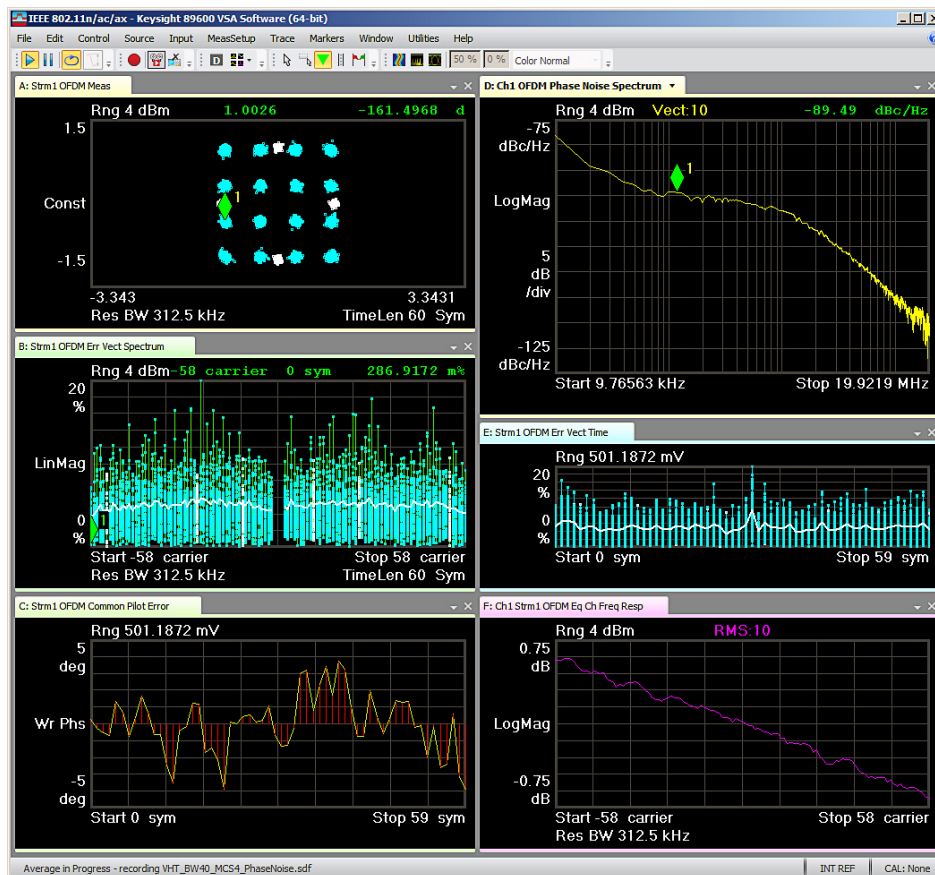 IEEE 802.11n/ac/ax - Keysight 89600 VSA Software (64-bit)
File Edit Control Source Input MeasSetup Trace Markers Window Utilities Help
D 50 % 0 % Color Normal
A: Strm1 OFDM Meas
Rng 4 dBm 1.0026 -161.4968 d
1.5
Const
1
-1.5
-3.343 3.3431
Res BW 312.5 kHz TimeLen 60 Sym
B: Strm1 OFDM Err Vect Spectrum
Rng 4 dBm -58 carrier 0 sym 286.9172 m%
20
%
LinMag
0
%
1
Start -58 carrier Stop 58 carrier
Res BW 312.5 kHz TimeLen 60 Sym
C: Strm1 OFDM Common Pilot Error
Rng 501.1872 mV
5
deg
Wr Phs
-5
deg
Start 0 sym Stop 59 sym
D: Ch1 OFDM Phase Noise Spectrum
Rng 4 dBm Vect:10 -89.49 dBc/Hz
-75
dBc/Hz
1
LogMag
5
dB
/div
-125
dBc/Hz
Start 9.76563 kHz Stop 19.9219 MHz
E: Strm1 OFDM Err Vect Time
Rng 501.1872 mV
20
%
0
%
Start 0 sym Stop 59 sym
F: Ch1 Strm1 OFDM Eq Ch Freq Resp
Rng 4 dBm RMS:10
0.75
dB
LogMag
-0.75
dB
Start -58 carrier Stop 58 carrier
Res BW 312.5 kHz
Average in Progress - recording VHT_BW40_MCS4_PhaseNoise.sdf INT REF CAL: None